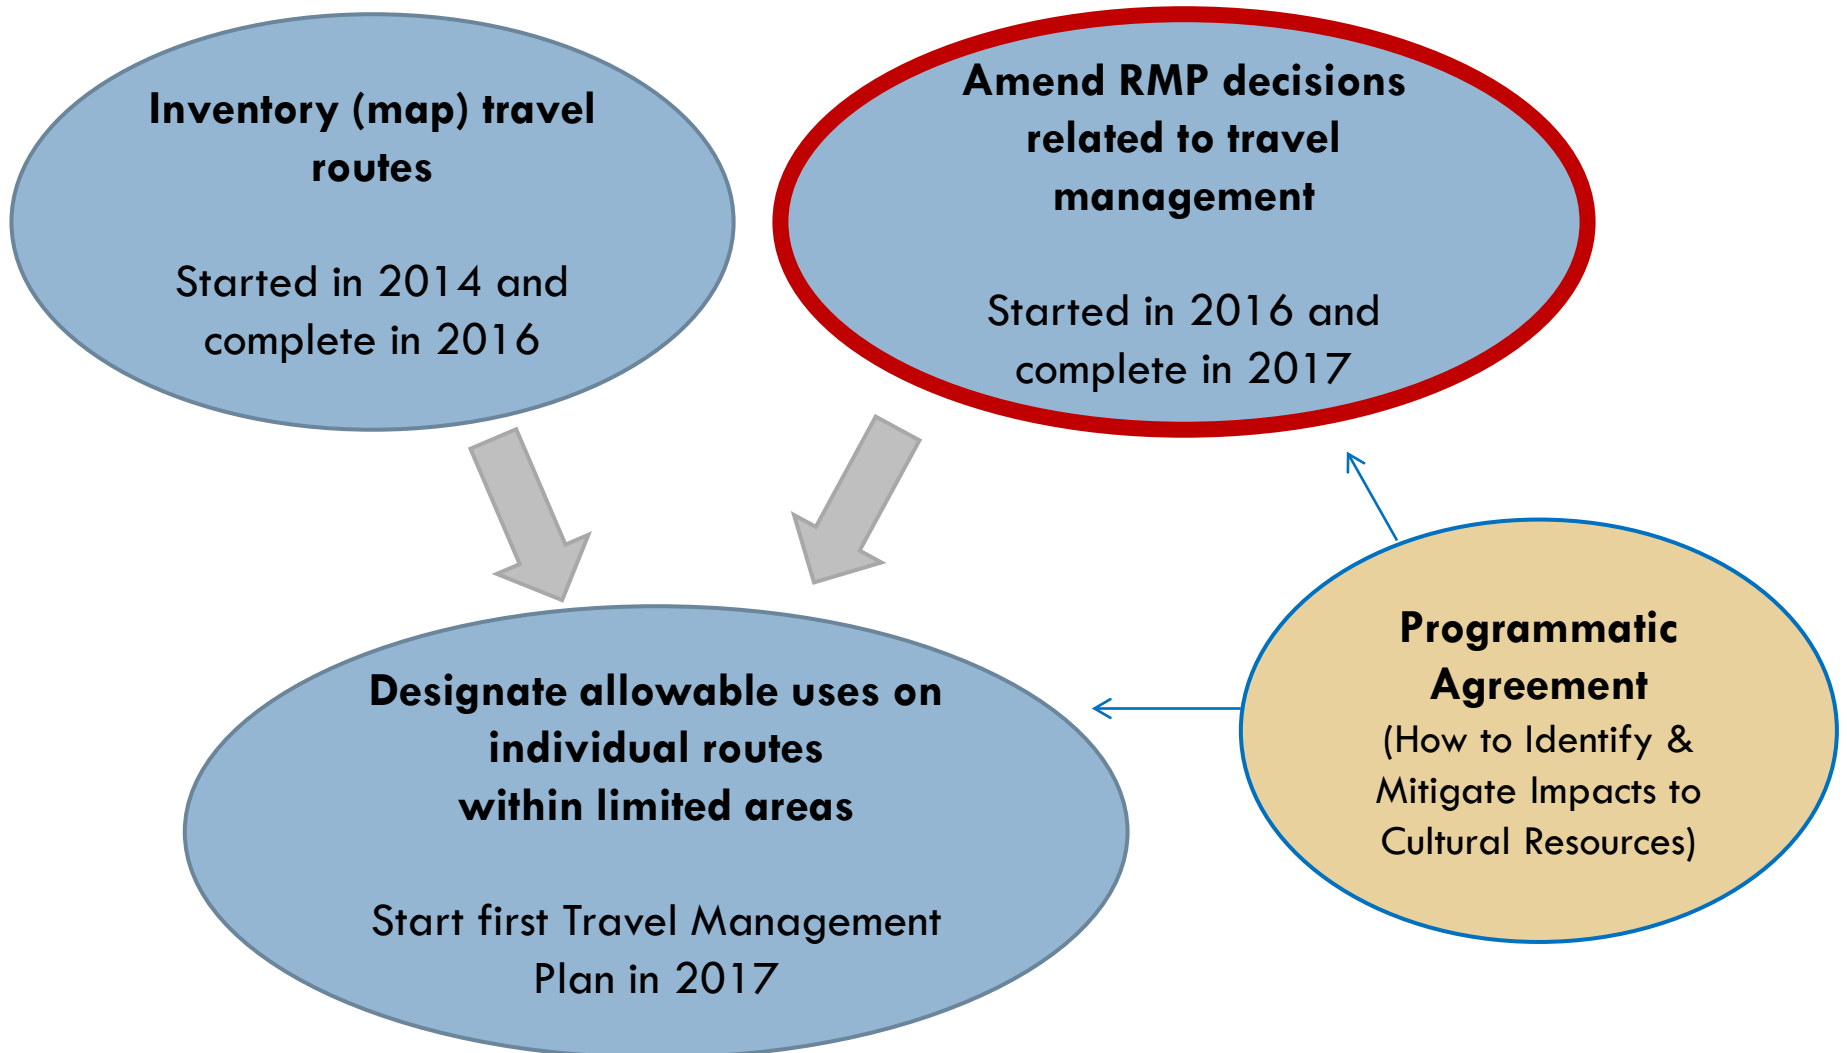 Inventory (map) travel
routes
Started in 2014 and
complete in 2016
Amend RMP decisions
related to travel
management
Started in 2016 and
complete in 2017
Designate allowable uses on
individual routes
within limited areas
Start first Travel Management
Plan in 2017
Programmatic
Agreement
(How to Identify &
Mitigate Impacts to
Cultural Resources)